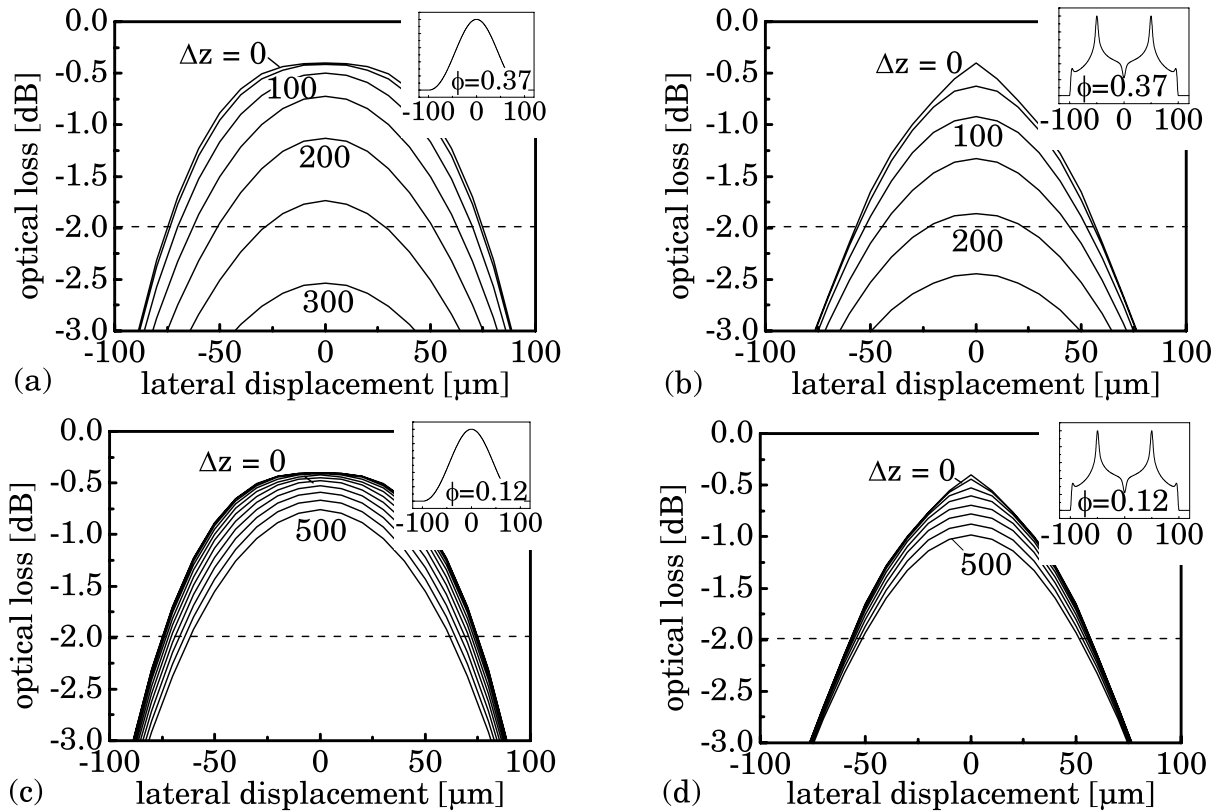 0.0
-0.5
-1.0
-1.5
-2.0
-2.5
-3.0
optical loss [dB]
Δz = 0
100
200
300
ϕ=0.37
-100 0 100
-100 -50 0 50 100
(a) lateral displacement [µm]
0.0
-0.5
-1.0
-1.5
-2.0
-2.5
-3.0
optical loss [dB]
Δz = 0
100
200
ϕ=0.37
-100 0 100
-100 -50 0 50 100
(b) lateral displacement [µm]
0.0
-0.5
-1.0
-1.5
-2.0
-2.5
-3.0
optical loss [dB]
Δz = 0
500
ϕ=0.12
-100 0 100
-100 -50 0 50 100
(c) lateral displacement [µm]
0.0
-0.5
-1.0
-1.5
-2.0
-2.5
-3.0
optical loss [dB]
Δz = 0
500
ϕ=0.12
-100 0 100
-100 -50 0 50 100
(d) lateral displacement [µm]